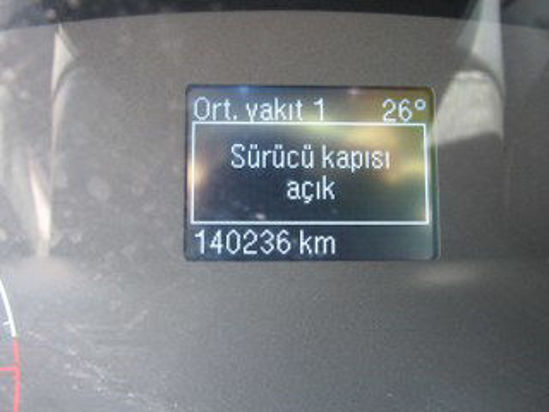 Ort. yakıt 1 26°
Sürücü kapısı
açık
140236 km